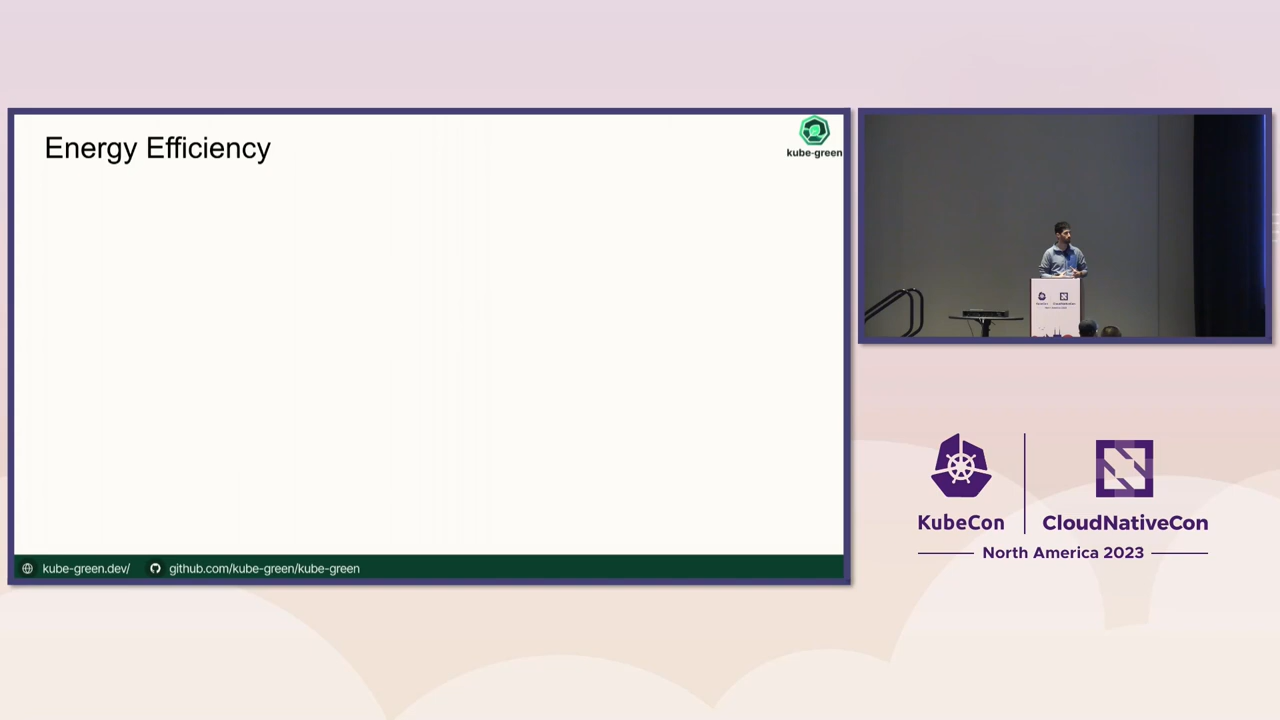 Energy Efficiency
kube-green
kube-green.dev/
github.com/kube-green/kube-green
KubeCon
CloudNativeCon
North America 2023